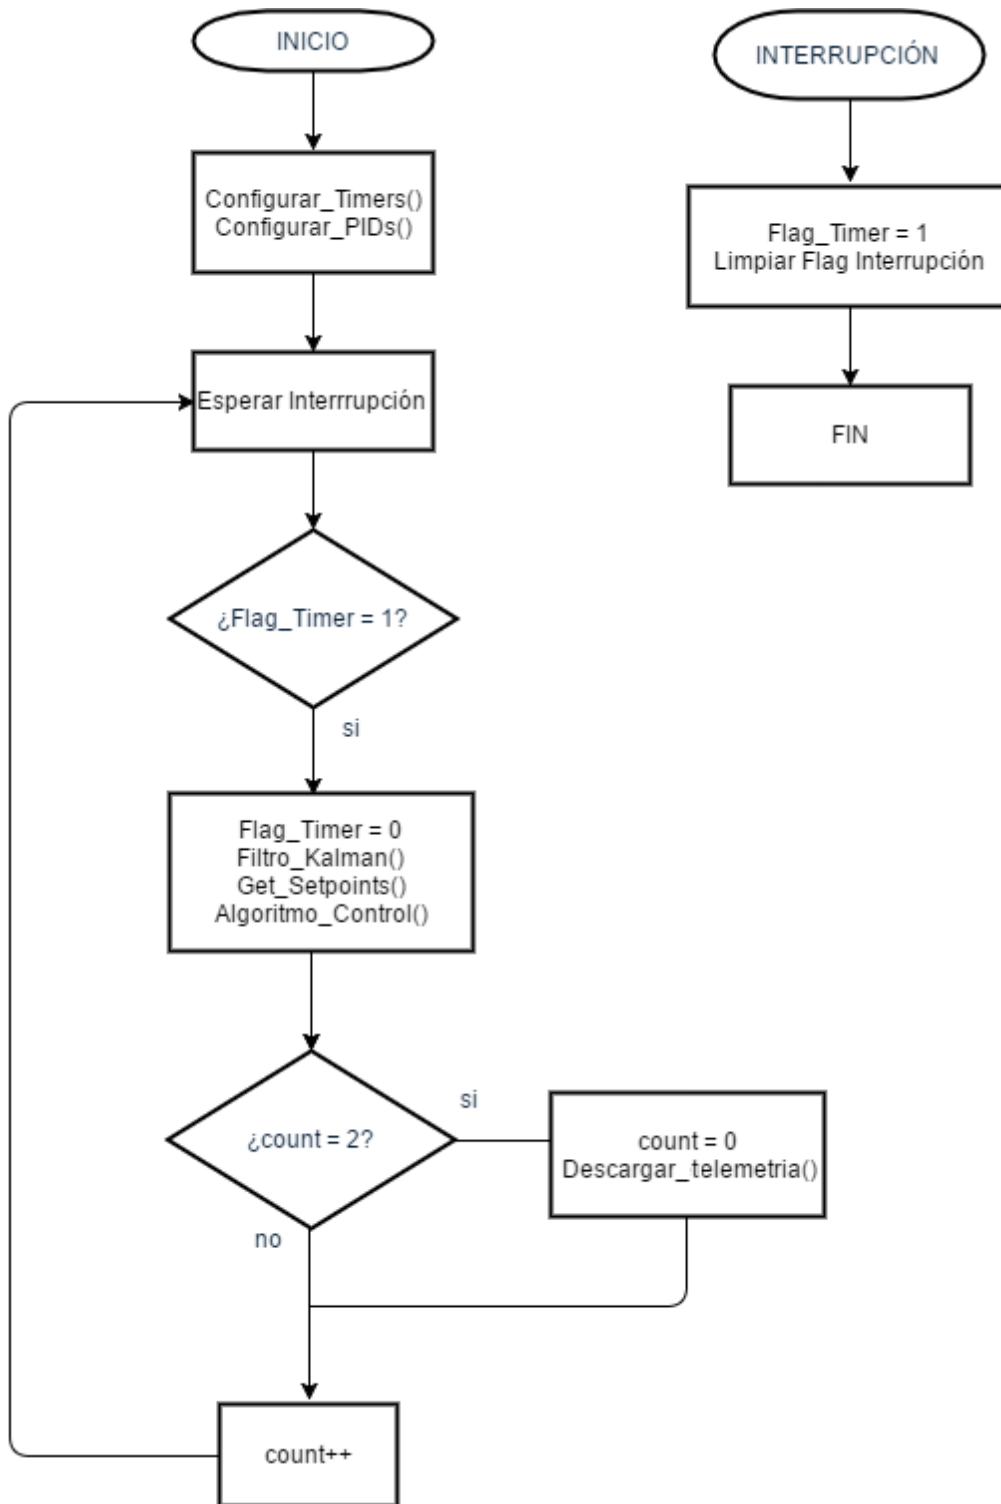 INICIO
Configurar_Timers()
Configurar_PIDs()
Esperar Interrrupción
¿Flag_Timer = 1?
si
Flag_Timer = 0
Filtro_Kalman()
Get_Setpoints()
Algoritmo_Control()
¿count = 2?
si
count = 0
Descargar_telemetria()
no
count++
INTERRUPCIÓN
Flag_Timer = 1
Limpiar Flag Interrupción
FIN